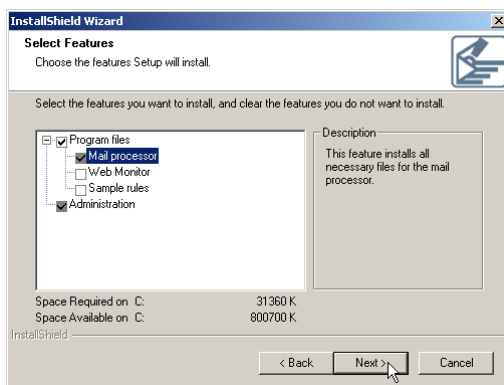 InstallShield Wizard
Select Features
Choose the features Setup will install.
Select the features you want to install, and clear the features you do not want to install.
Program files
Mail processor
Web Monitor
Sample rules
Administration
Description
This feature installs all
necessary files for the mail
processor.
Space Required on C: 31360 K
Space Available on C: 800700 K
InstallShield
< Back Next > Cancel